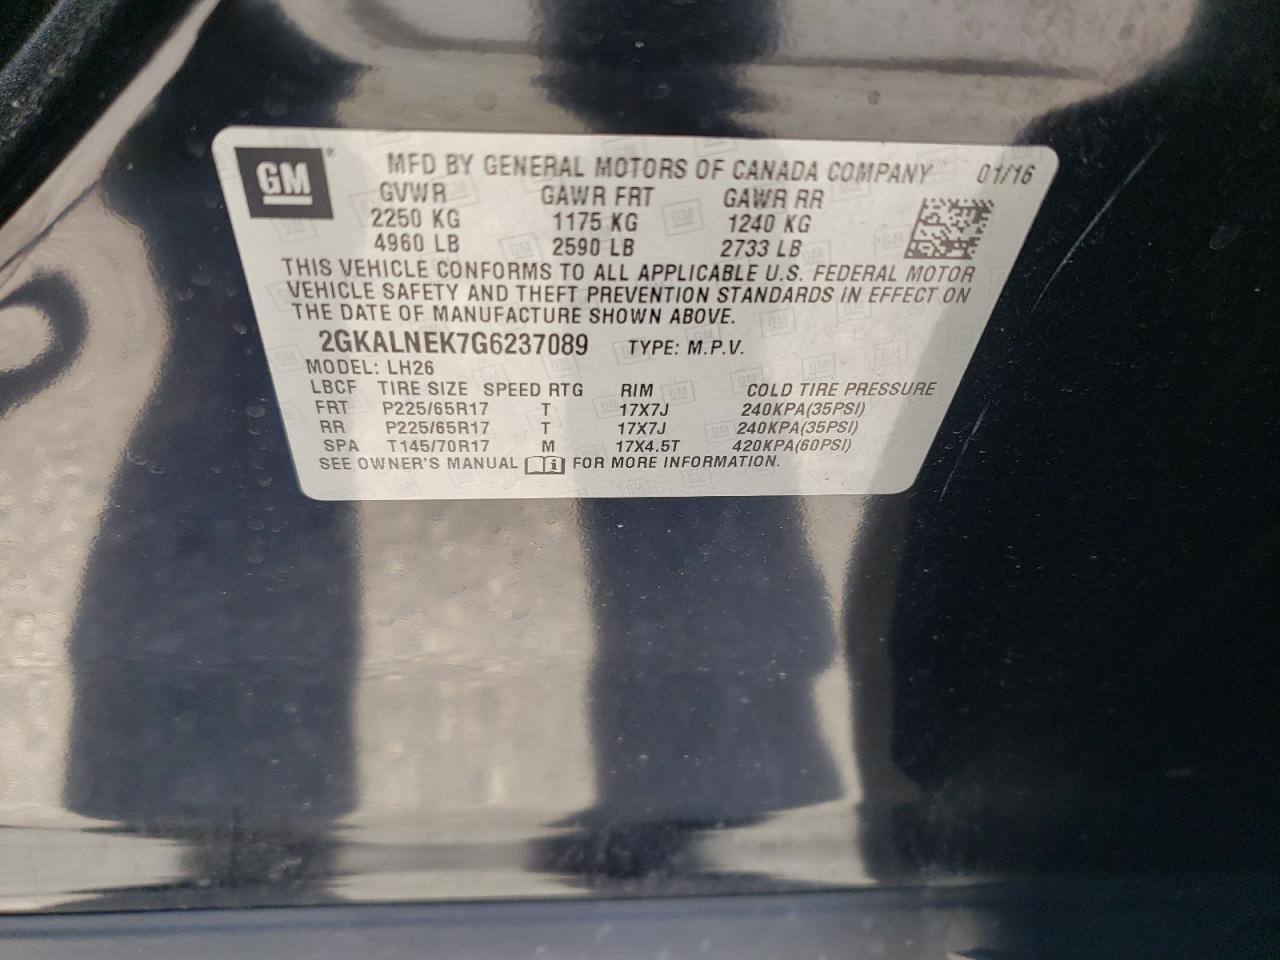 GM®
MFD BY GENERAL MOTORS OF CANADA COMPANY 01/16
GVWR GAWR FRT GAWR RR
2250 KG 1175 KG 1240 KG
4960 LB 2590 LB 2733 LB
THIS VEHICLE CONFORMS TO ALL APPLICABLE U.S. FEDERAL MOTOR
VEHICLE SAFETY AND THEFT PREVENTION STANDARDS IN EFFECT ON
THE DATE OF MANUFACTURE SHOWN ABOVE.
2GKALNEK7G6237089 TYPE: M.P.V.
MODEL: LH26
LBCF TIRE SIZE SPEED RTG RIM COLD TIRE PRESSURE
FRT P225/65R17 T 17X7J 240KPA(35PSI)
RR P225/65R17 T 17X7J 240KPA(35PSI)
SPA T145/70R17 M 17X4.5T 420KPA(60PSI)
SEE OWNER'S MANUAL i FOR MORE INFORMATION.